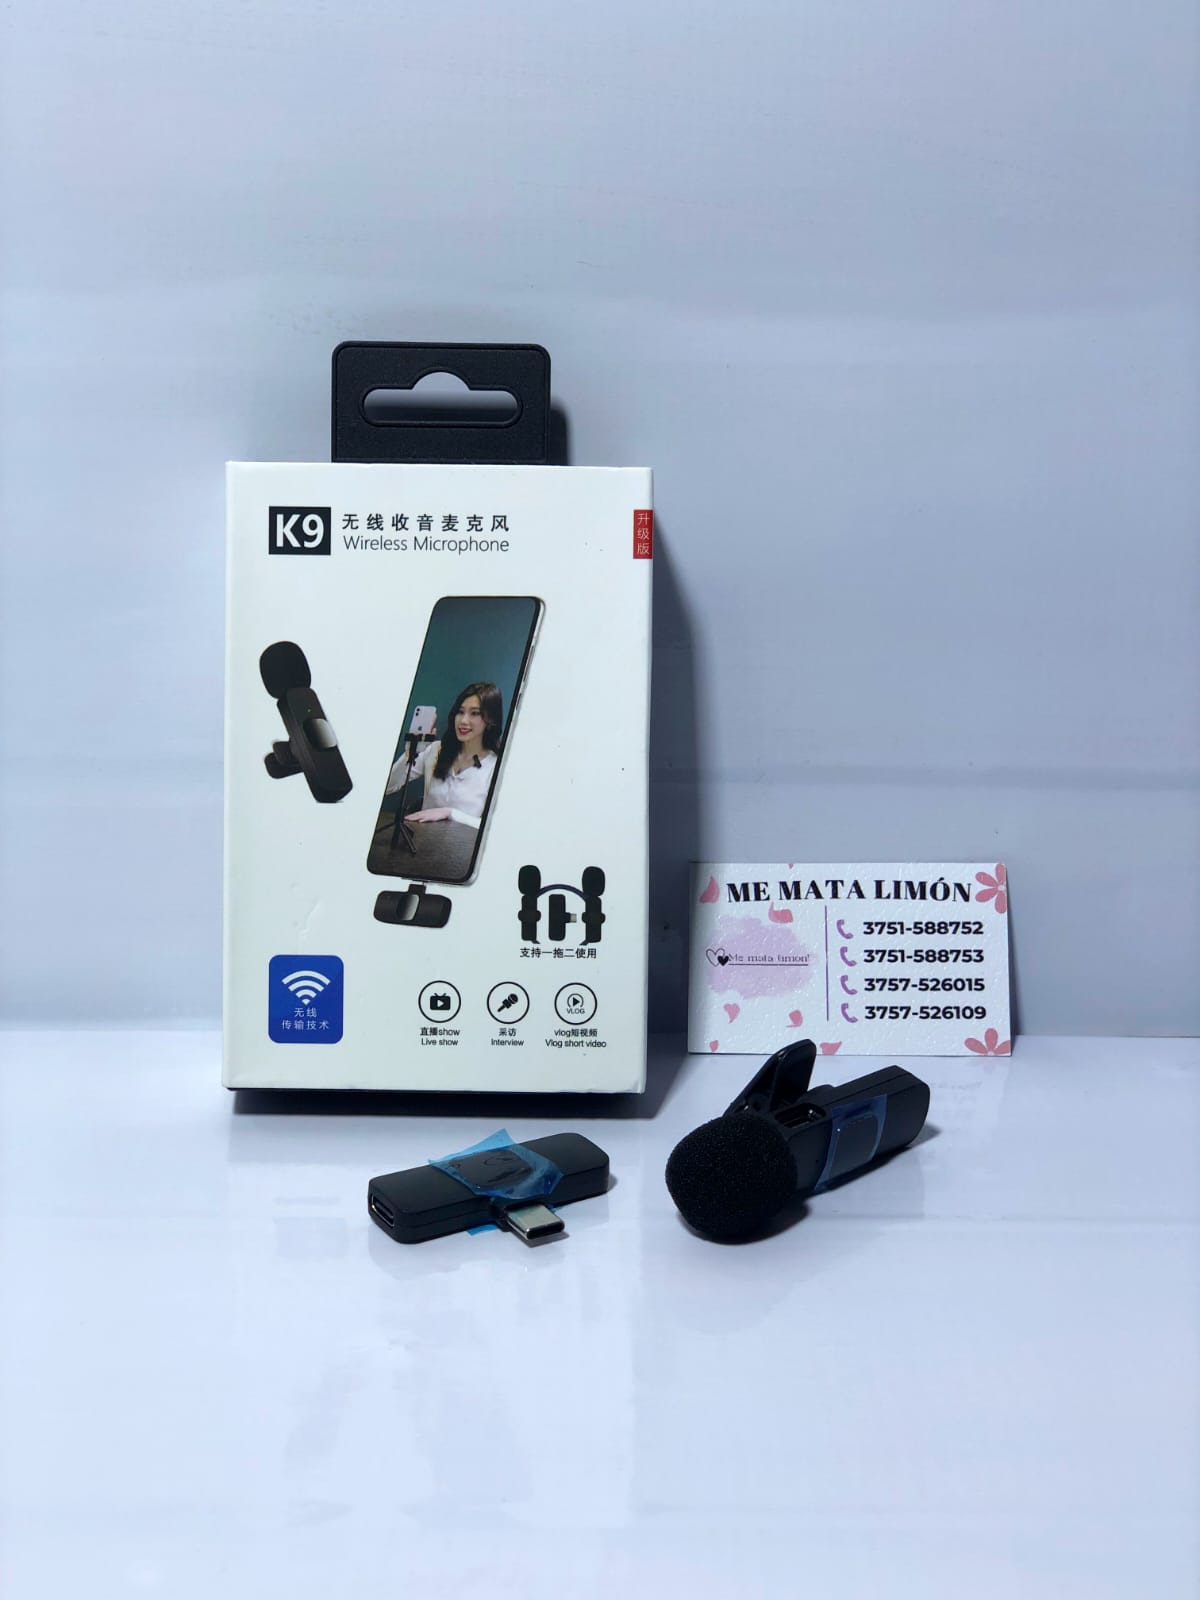 K9 无线收音麦克风
Wireless Microphone
升级版
支持一拖二使用
无线
传输技术
直播show
Live show
采访
Interview
VLOG
vlog短视频
Vlog short video
ME MATA LIMÓN
Me mata limon!
3751-588752
3751-588753
3757-526015
3757-526109